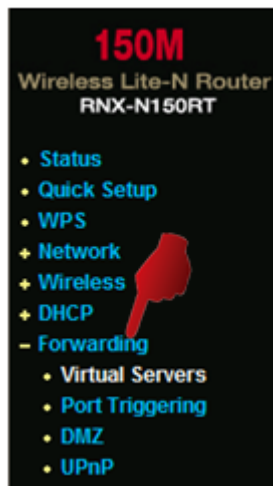 150M
Wireless Lite-N Router
RNX-N150RT
Status
Quick Setup
WPS
Network
Wireless
DHCP
Forwarding
Virtual Servers
Port Triggering
DMZ
UPnP